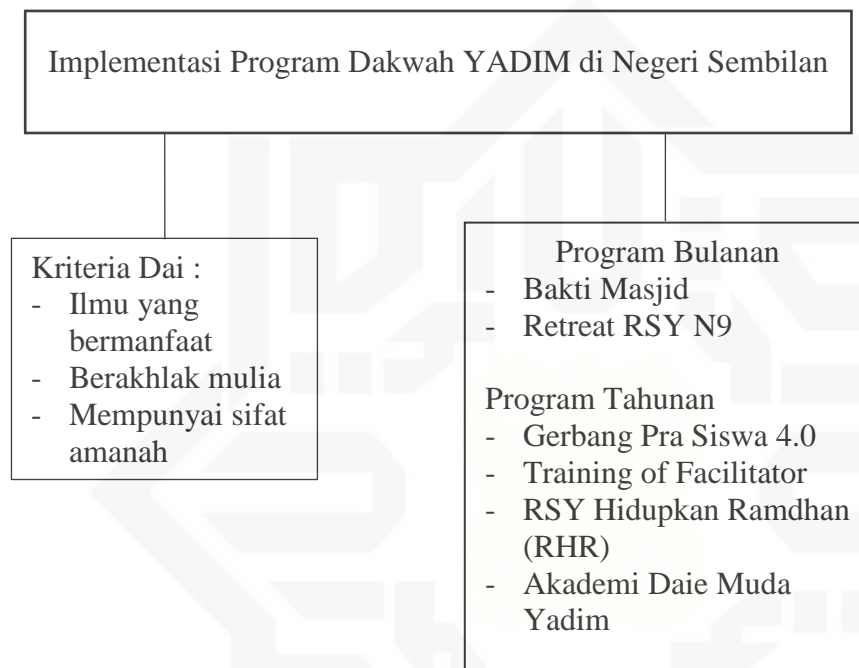 Implementasi Program Dakwah YADIM di Negeri Sembilan
Kriteria Dai :
- Ilmu yang
bermanfaat
- Berakhlak mulia
- Mempunyai sifat
amanah
Program Bulanan
- Bakti Masjid
- Retreat RSY N9
Program Tahunan
- Gerbang Pra Siswa 4.0
- Training of Facilitator
- RSY Hidupkan Ramdhan
(RHR)
- Akademi Daie Muda
Yadim